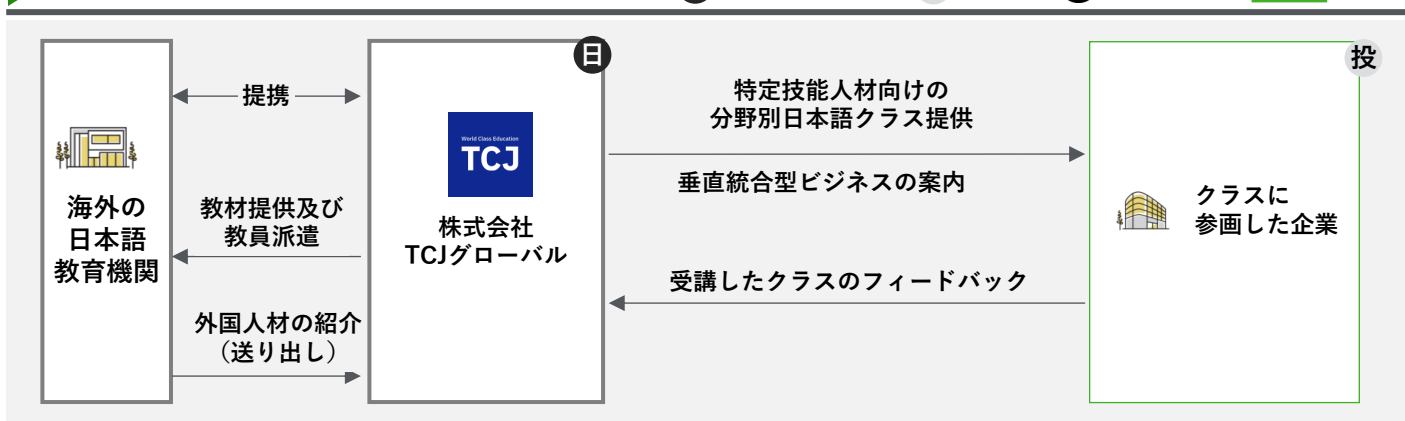 海外の
日本語
教育機関
提携
教材提供及び
教員派遣
外国人材の紹介
（送り出し）
日
World Class Education
TCJ
株式会社
TCJグローバル
特定技能人材向けの
分野別日本語クラス提供
垂直統合型ビジネスの案内
受講したクラスのフィードバック
投
クラスに
参画した企業